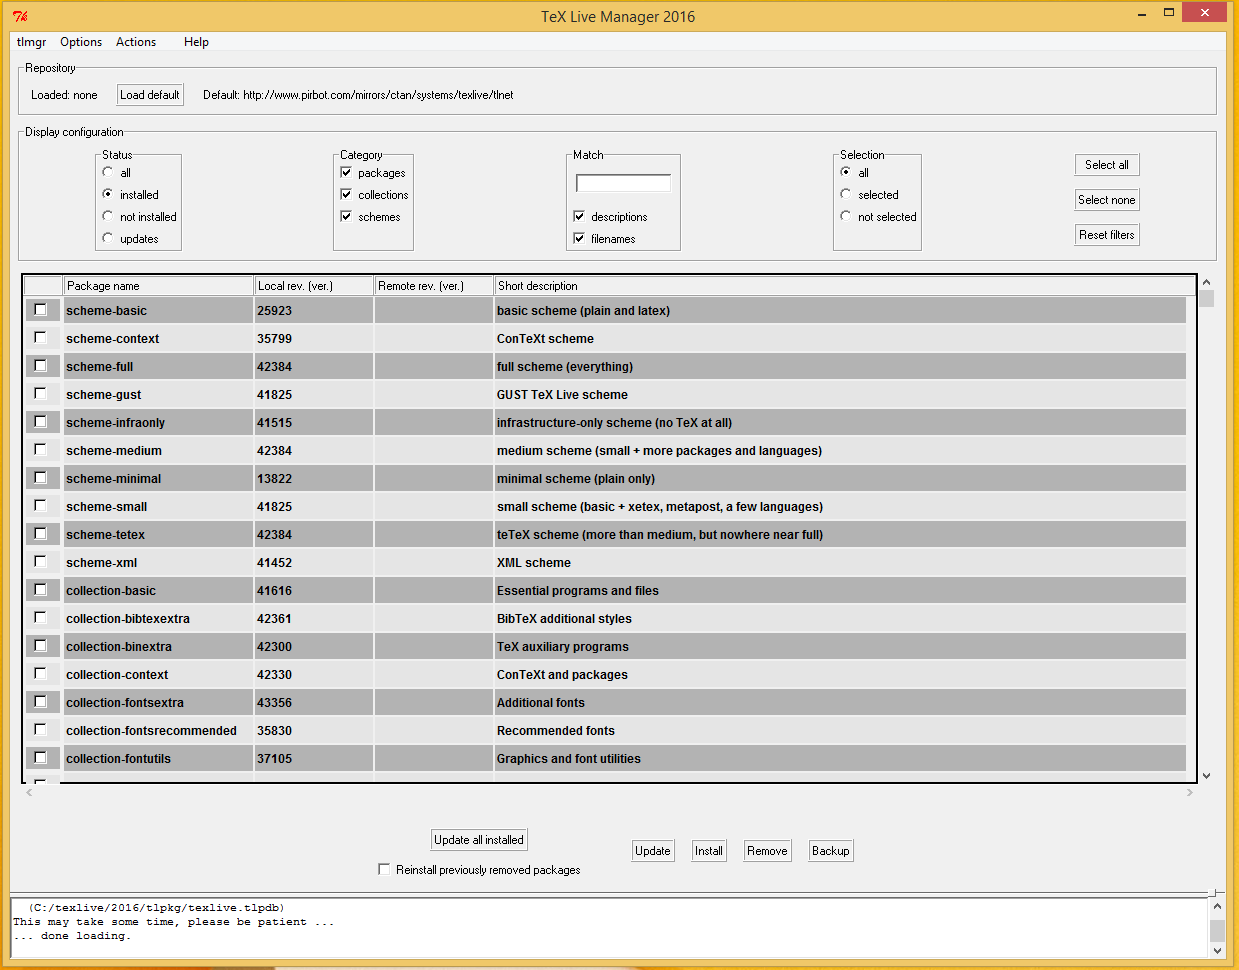 TeX Live Manager 2016
tlmgr Options Actions Help
Repository
Loaded: none Load default Default: http://www.pirbot.com/mirrors/ctan/systems/texlive/tlnet
Display configuration
Status
all
installed
not installed
updates
Category
packages
collections
schemes
Match
descriptions
filenames
Selection
all
selected
not selected
Select all
Select none
Reset filters
Package name Local rev. (ver.) Remote rev. (ver.) Short description
scheme-basic 25923 basic scheme (plain and latex)
scheme-context 35799 ConTeXt scheme
scheme-full 42384 full scheme (everything)
scheme-gust 41825 GUST TeX Live scheme
scheme-infraonly 41515 infrastructure-only scheme (no TeX at all)
scheme-medium 42384 medium scheme (small + more packages and languages)
scheme-minimal 13822 minimal scheme (plain only)
scheme-small 41825 small scheme (basic + xetex, metapost, a few languages)
scheme-tetex 42384 teTeX scheme (more than medium, but nowhere near full)
scheme-xml 41452 XML scheme
collection-basic 41616 Essential programs and files
collection-bibtexextra 42361 BibTeX additional styles
collection-binextra 42300 TeX auxiliary programs
collection-context 42330 ConTeXt and packages
collection-fontsextra 43356 Additional fonts
collection-fontsrecommended 35830 Recommended fonts
collection-fontutils 37105 Graphics and font utilities
Update all installed
Reinstall previously removed packages
Update Install Remove Backup
(C:/texlive/2016/tlpkg/texlive.tlpdb)
This may take some time, please be patient ...
... done loading.